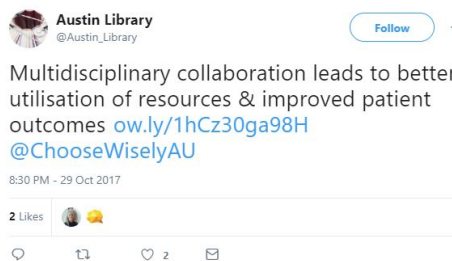 Austin Library
@Austin_Library
Follow
Multidisciplinary collaboration leads to better
utilisation of resources & improved patient
outcomes ow.ly/1hCz30ga98H
@ChooseWiselyAU
8:30 PM - 29 Oct 2017
2 Likes
2